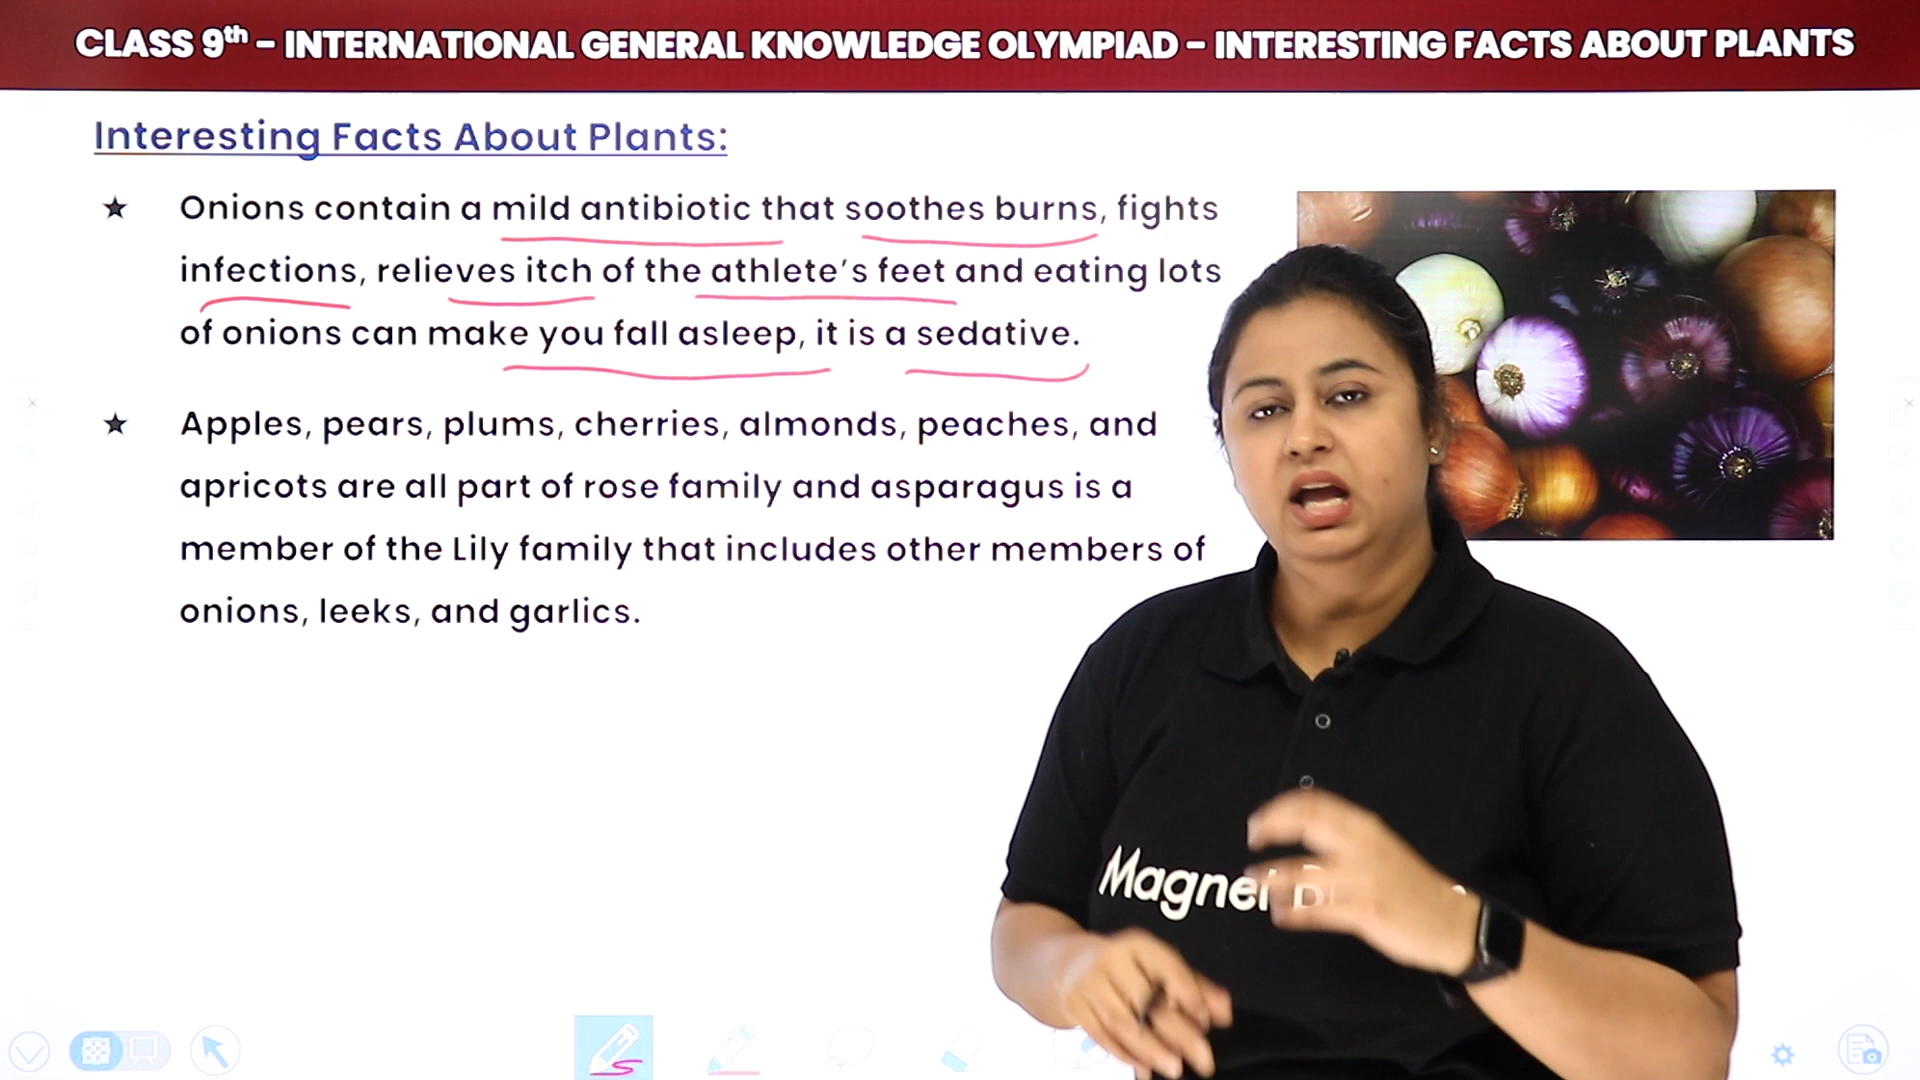 CLASS 9th – INTERNATIONAL GENERAL KNOWLEDGE OLYMPIAD – INTERESTING FACTS ABOUT PLANTS
Interesting Facts About Plants:
★ Onions contain a mild antibiotic that soothes burns, fights
infections, relieves itch of the athlete's feet and eating lots
of onions can make you fall asleep, it is a sedative.
★ Apples, pears, plums, cherries, almonds, peaches, and
apricots are all part of rose family and asparagus is a
member of the Lily family that includes other members of
onions, leeks, and garlics.
Magnet